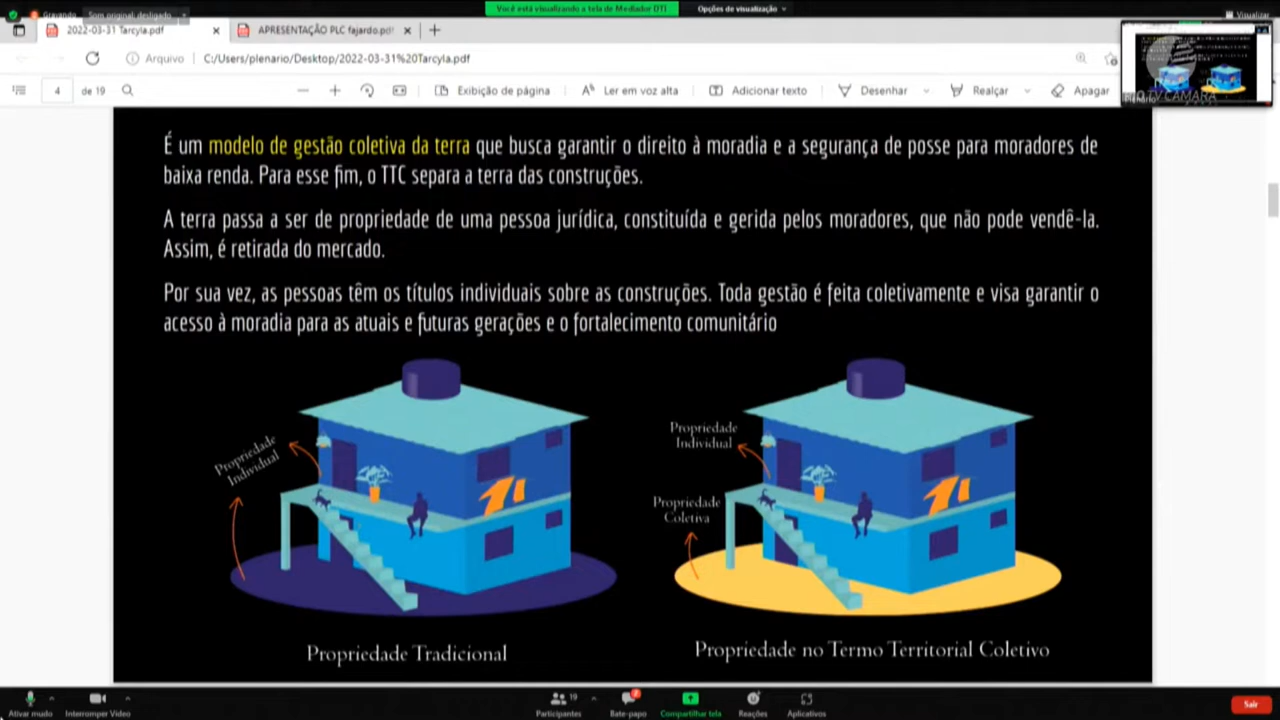 Você está visualizando a tela de Mediador DTI
Opções de visualização
Gravando
Som original: desligado
Visualizar
2022-03-31 Tarcyla.pdf
APRESENTAÇÃO PLC fajardo.pdf
Arquivo
C:/Users/plenario/Desktop/2022-03-31%20Tarcyla.pdf
4 de 19
Exibição de página
Ler em voz alta
Adicionar texto
Desenhar
Realçar
Apagar
TV CAMARA
Plenário
É um modelo de gestão coletiva da terra que busca garantir o direito à moradia e a segurança de posse para moradores de
baixa renda. Para esse fim, o TTC separa a terra das construções.
A terra passa a ser de propriedade de uma pessoa jurídica, constituída e gerida pelos moradores, que não pode vendê-la.
Assim, é retirada do mercado.
Por sua vez, as pessoas têm os títulos individuais sobre as construções. Toda gestão é feita coletivamente e visa garantir o
acesso à moradia para as atuais e futuras gerações e o fortalecimento comunitário
Propriedade
Individual
Propriedade
Individual
Propriedade
Coletiva
Propriedade Tradicional
Propriedade no Termo Territorial Coletivo
Ativar mudo
Interromper Vídeo
19
Participantes
Bate-papo
Compartilhar tela
Reações
Aplicativos
Sair